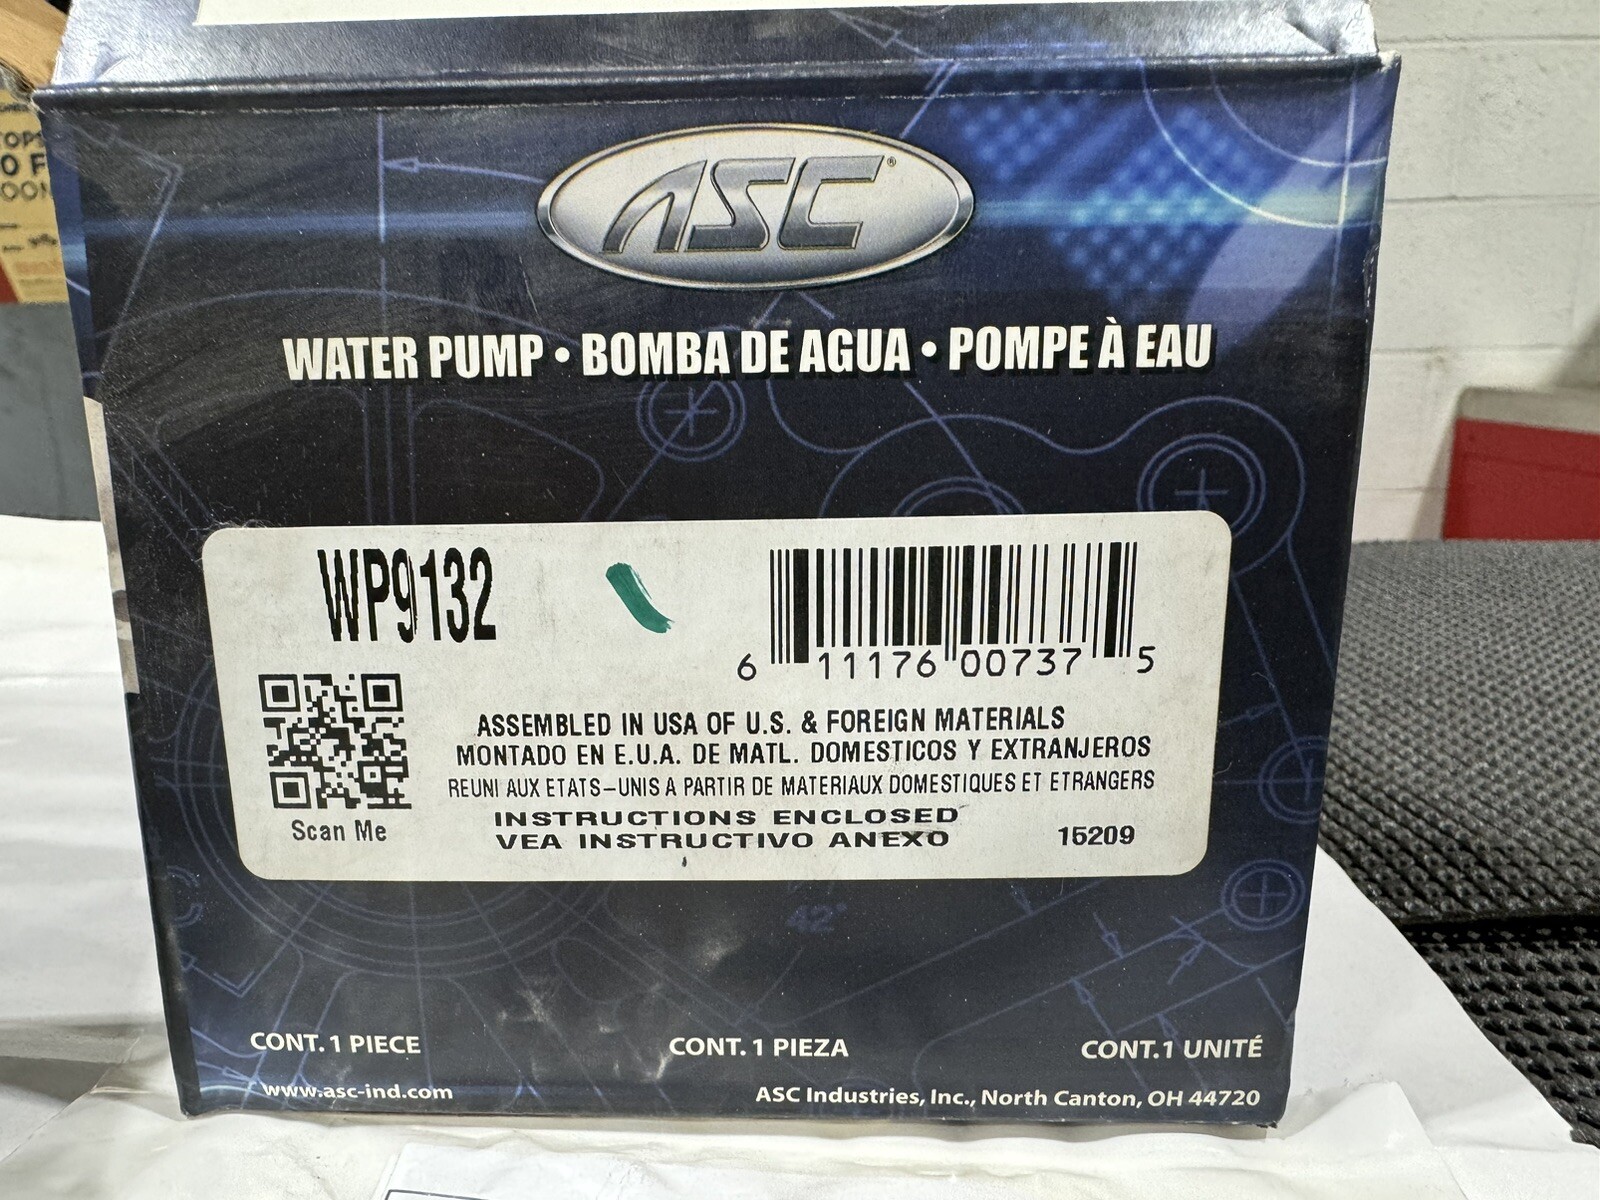 ASC®
WATER PUMP • BOMBA DE AGUA • POMPE À EAU
WP9132
6 11176 00737 5
ASSEMBLED IN USA OF U.S. & FOREIGN MATERIALS
MONTADO EN E.U.A. DE MATL. DOMESTICOS Y EXTRANJEROS
REUNI AUX ETATS-UNIS A PARTIR DE MATERIAUX DOMESTIQUES ET ETRANGERS
INSTRUCTIONS ENCLOSED
VEA INSTRUCTIVO ANEXO 15209
Scan Me
42°
CONT. 1 PIECE CONT. 1 PIEZA CONT.1 UNITÉ
www.asc-ind.com ASC Industries, Inc., North Canton, OH 44720